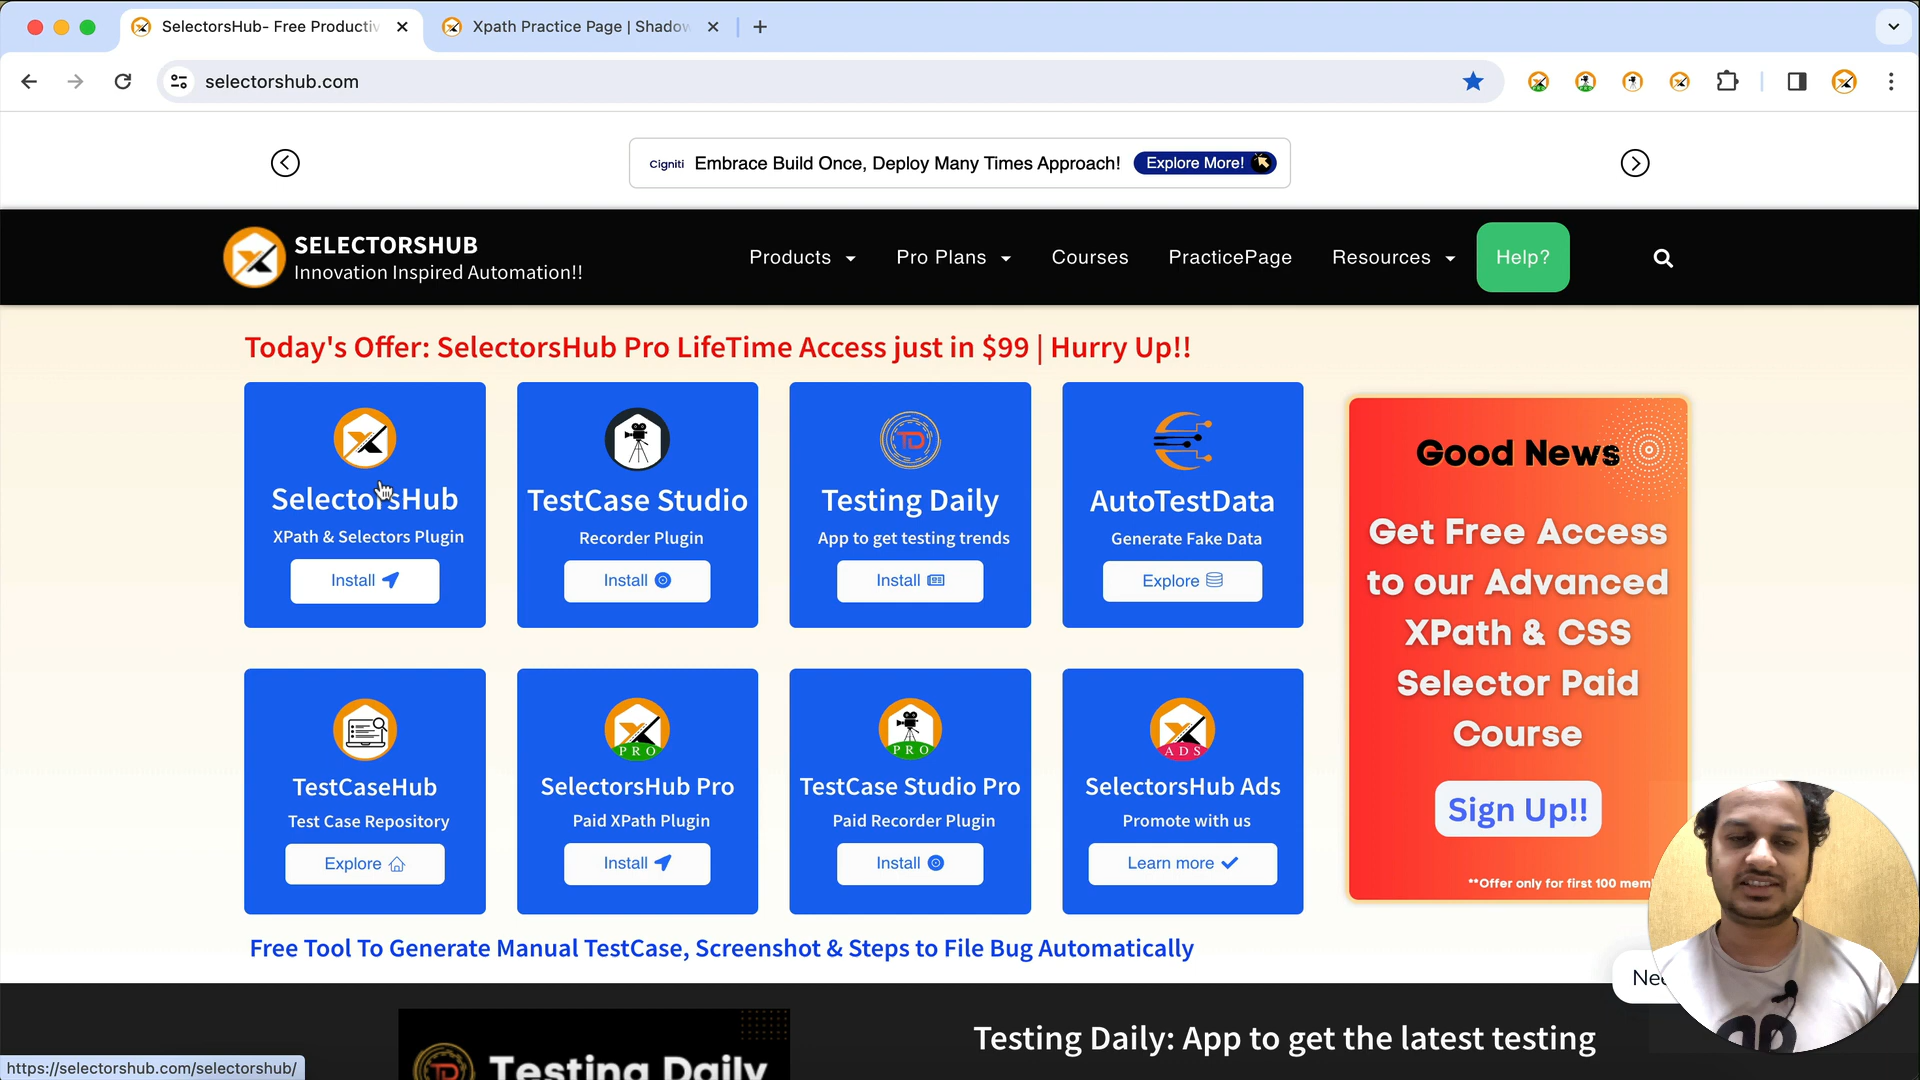 SelectorsHub- Free Productiv
Xpath Practice Page | Shadow
selectorshub.com
Cigniti Embrace Build Once, Deploy Many Times Approach! Explore More!
SELECTORSHUB
Innovation Inspired Automation!!
Products
Pro Plans
Courses
PracticePage
Resources
Help?
Today's Offer: SelectorsHub Pro LifeTime Access just in $99 | Hurry Up!!
SelectorsHub
XPath & Selectors Plugin
Install
TestCase Studio
Recorder Plugin
Install
TD
Testing Daily
App to get testing trends
Install
AutoTestData
Generate Fake Data
Explore
TestCaseHub
Test Case Repository
Explore
PRO
SelectorsHub Pro
Paid XPath Plugin
Install
PRO
TestCase Studio Pro
Paid Recorder Plugin
Install
ADS
SelectorsHub Ads
Promote with us
Learn more
Good News
Get Free Access
to our Advanced
XPath & CSS
Selector Paid
Course
Sign Up!!
**Offer only for first 100 mem
Free Tool To Generate Manual TestCase, Screenshot & Steps to File Bug Automatically
TD
Testing Daily
Testing Daily: App to get the latest testing
https://selectorshub.com/selectorshub/